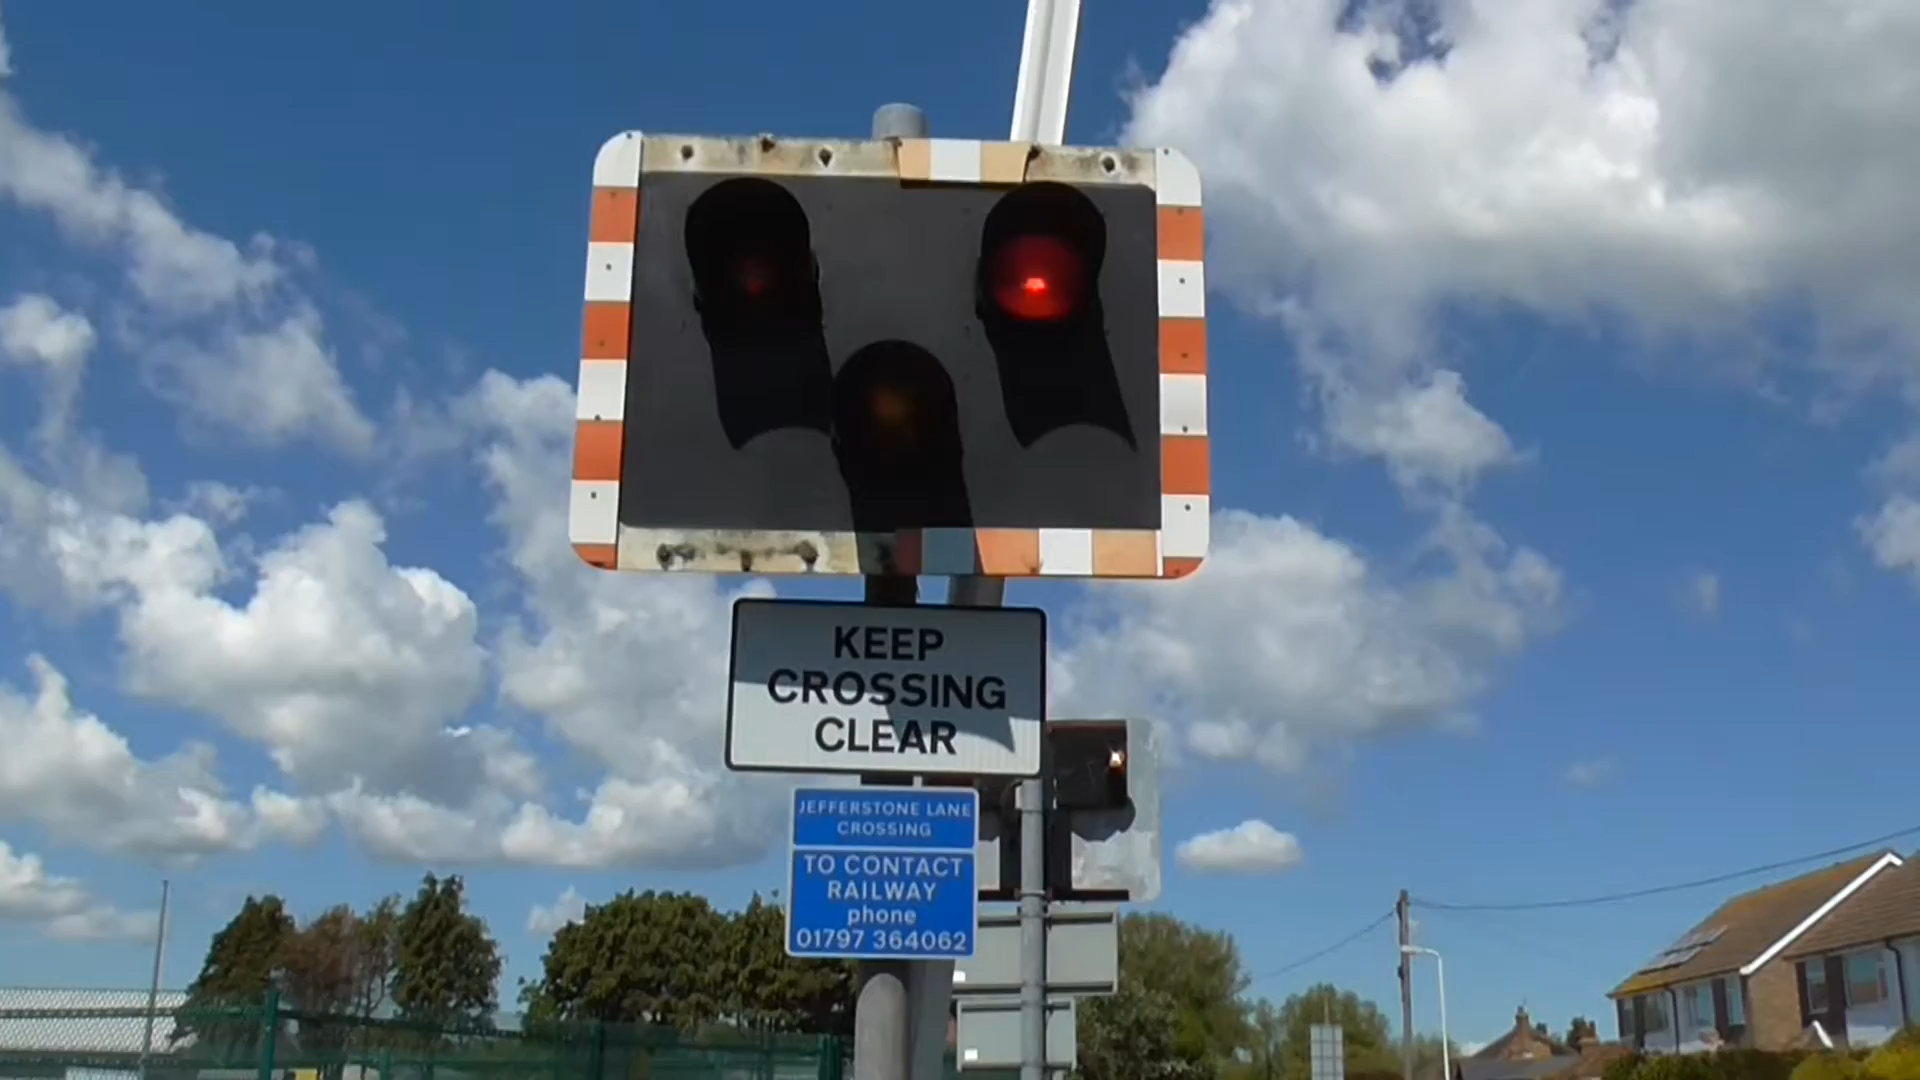 KEEP
CROSSING
CLEAR
JEFFERSTONE LANE
CROSSING
TO CONTACT
RAILWAY
phone
01797 364062